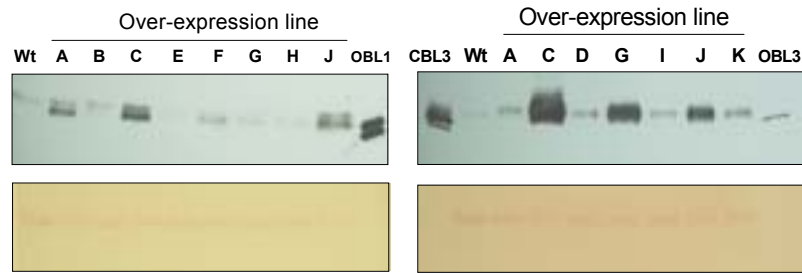 Over-expression line
Wt A B C E F G H J OBL1
Over-expression line
CBL3 Wt A C D G I J K OBL3